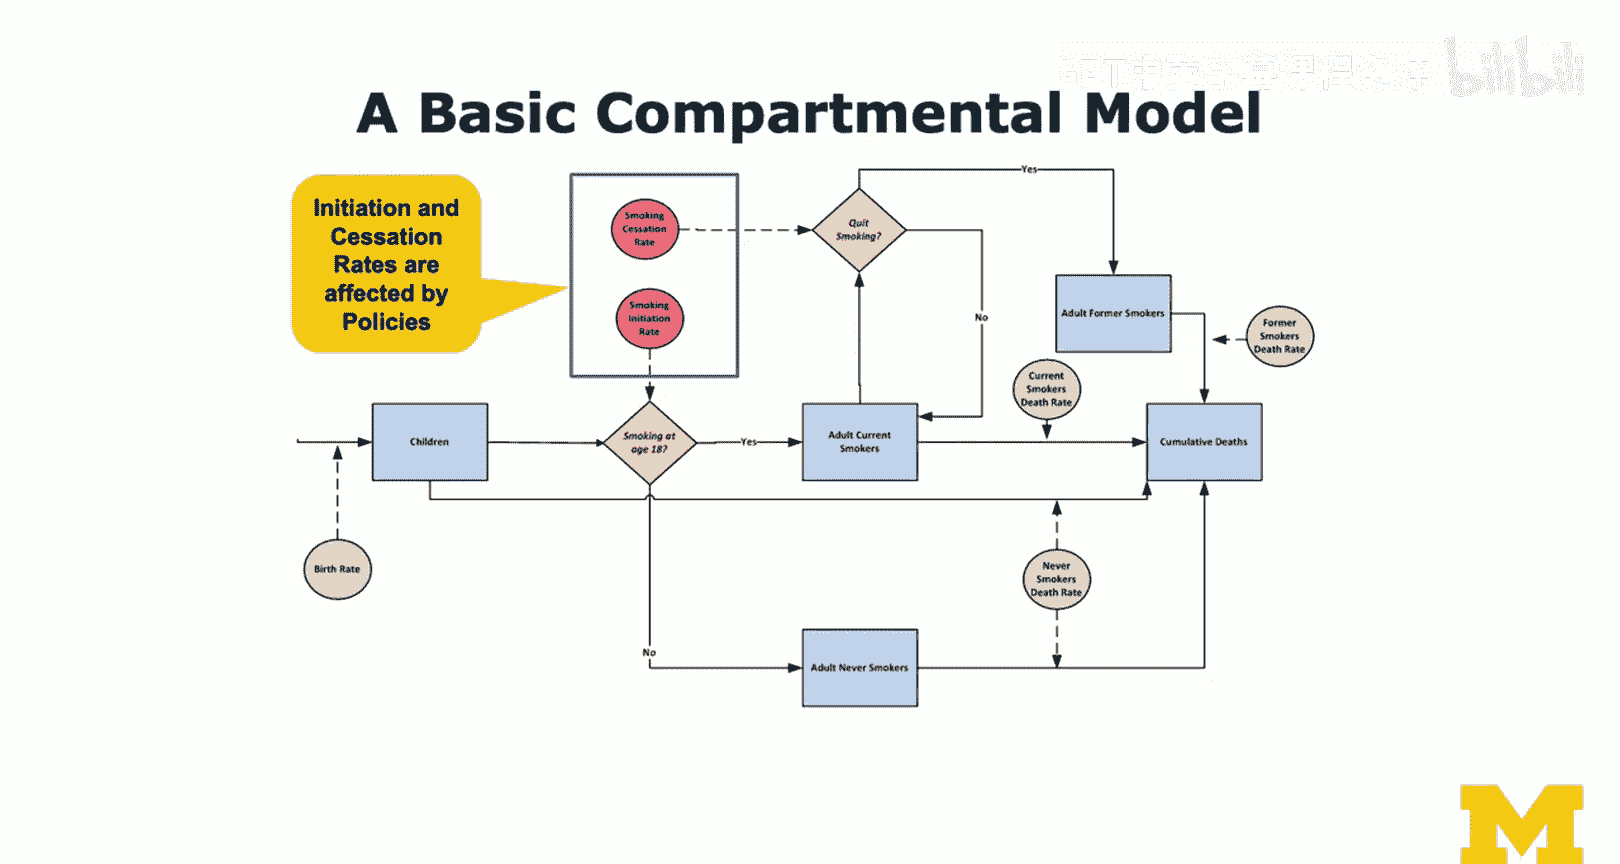 A Basic Compartmental Model
bilibili
Initiation and
Cessation
Rates are
affected by
Policies
Smoking
Cessation
Rate
Smoking
Initiation
Rate
Quit
Smoking?
Yes
No
Adult Former Smokers
Former
Smokers
Death Rate
Current
Smokers
Death Rate
Children
Smoking at
age 18?
Yes
Adult Current
Smokers
Cumulative Deaths
Birth Rate
Never
Smokers
Death Rate
No
Adult Never Smokers
M